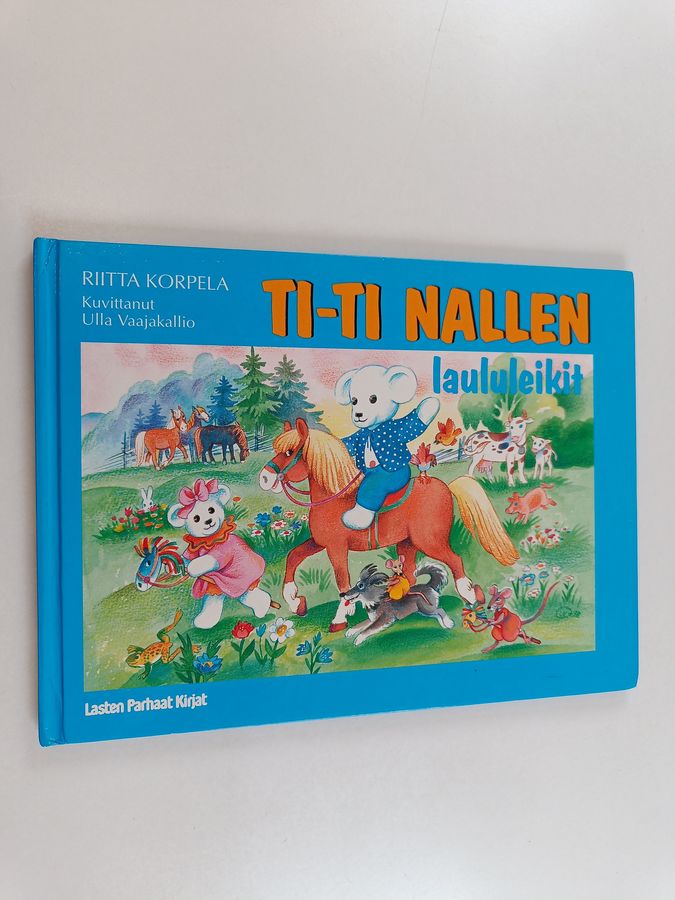 RIITTA KORPELA
Kuvittanut
Ulla Vaajakallio
TI-TI NALLEN
laululeikit
Lasten Parhaat Kirjat